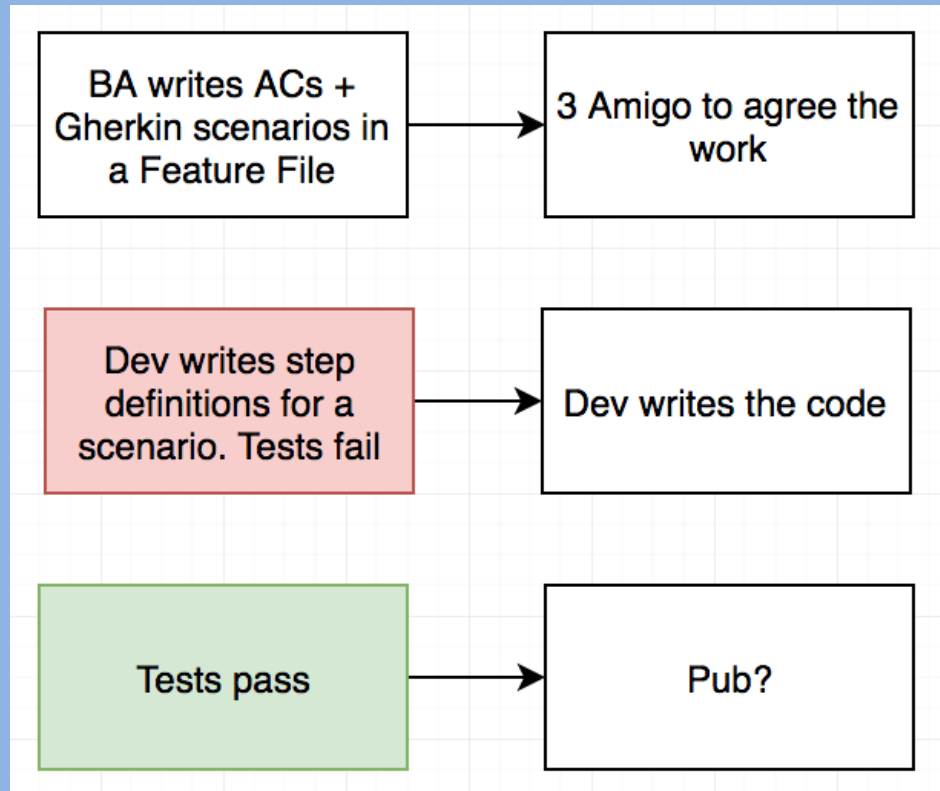 BA writes ACs +
Gherkin scenarios in
a Feature File
3 Amigo to agree the
work
Dev writes step
definitions for a
scenario. Tests fail
Dev writes the code
Tests pass
Pub?